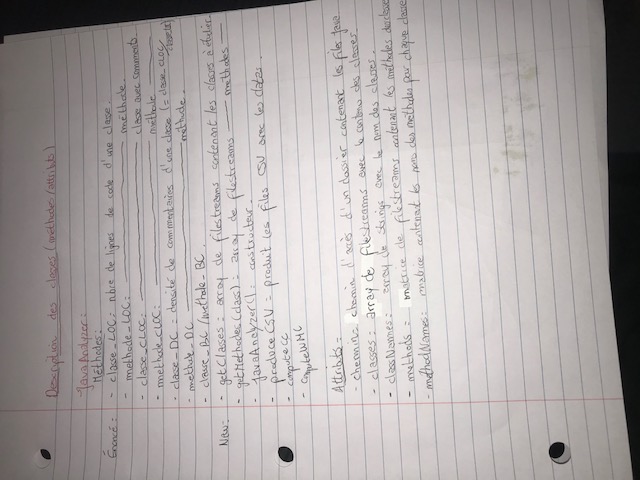 Description des classes (méthodes/attributs)
JavaAnalyzer:
Méthodes:
Énoncé: - classe_LOC: nbre de lignes de code d'une classe.
- methode_LOC: ——— méthode.
- classe_CLOC: ——— classe avec comments.
- methode_CLOC: ——— méthode
- classe_DC = densité de commentaires d'une classe (= classe_CLOC/classe_LOC)
- methode_DC ——— méthode.
- classe_BC / methode_BC.
New: - getClasses: array de filestreams contenant les classes à étudier.
- getMethodes(class): array de filestreams —— methodes ——
- JavaAnalyzer(): constructeur.
- produceCSV: produit les files CSV avec les datas.
- computeCC
- computeWMC
Attributs:
- chemin: chemin d'accès d'un dossier contenant les files java
- classes: array de filestreams avec le contenu des classes.
- classNames: array de strings avec le nom des classes.
- methods: matrice de filestreams contenant les méthodes des classes
- methodNames: matrice contenant les noms des méthodes par chaque classe